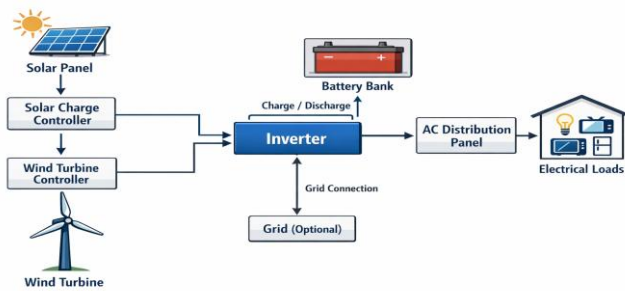 Solar Panel
Solar Charge
Controller
Wind Turbine
Controller
Wind Turbine
Battery Bank
Charge / Discharge
Inverter
Grid Connection
Grid (Optional)
AC Distribution
Panel
Electrical Loads